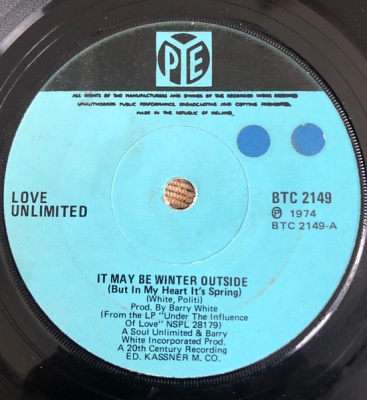 PYE
ALL RIGHTS OF THE MANUFACTURERS AND OWNER OF THE RECORDED WORK RESERVED
UNAUTHORISED PUBLIC PERFORMANCE, BROADCASTING AND COPYING PROHIBITED.
MADE IN THE REPUBLIC OF IRELAND.
LOVE
UNLIMITED
BTC 2149
℗ 1974
BTC 2149-A
IT MAY BE WINTER OUTSIDE
(But In My Heart It's Spring)
(White, Politi)
Prod. By Barry White
(From the LP "Under The Influence
Of Love" NSPL 28179)
A Soul Unlimited & Barry
White Incorporated Prod.
A 20th Century Recording
ED. KASSNER M. CO.